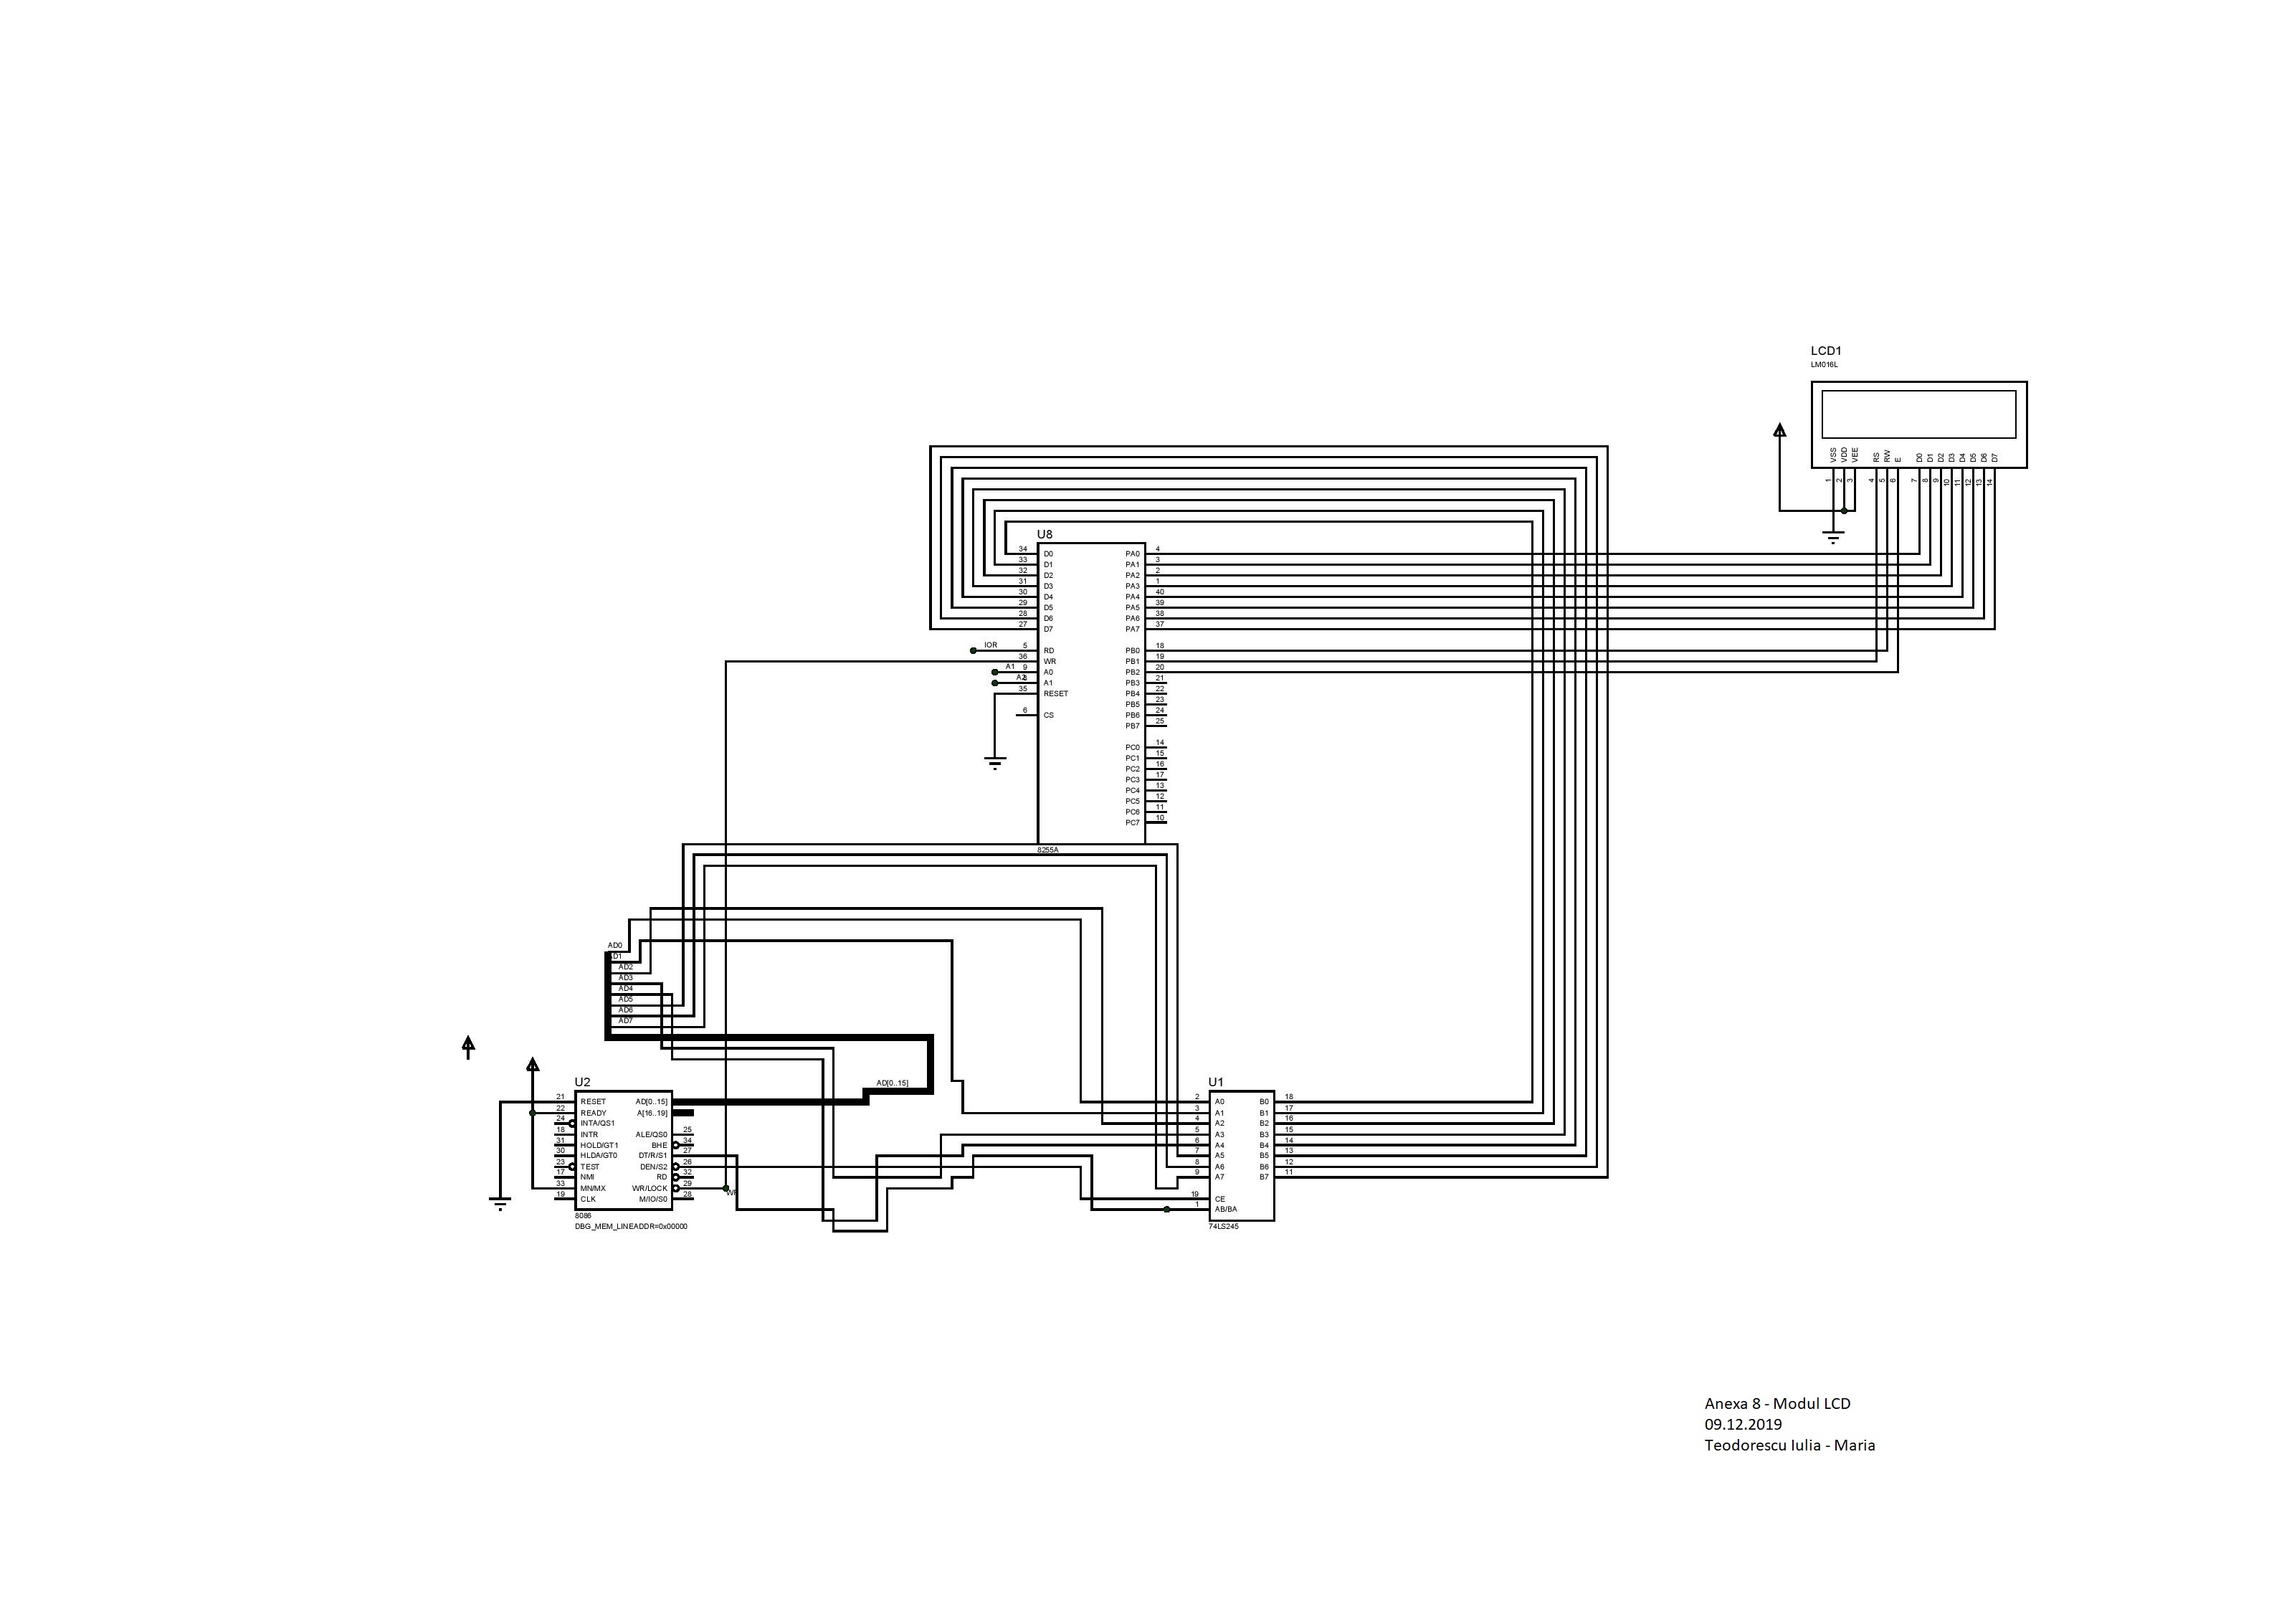 LCD1
LM016L
VSS
VDD
VEE
RS
RW
E
D0
D1
D2
D3
D4
D5
D6
D7
1
2
3
4
5
6
7
8
9
10
11
12
13
14
U8
34 D0 PA0 4
33 D1 PA1 3
32 D2 PA2 2
31 D3 PA3 1
30 D4 PA4 40
29 D5 PA5 39
28 D6 PA6 38
27 D7 PA7 37
IOR 5 RD PB0 18
36 WR PB1 19
A1 9 A0 PB2 20
A2 8 A1 PB3 21
35 RESET PB4 22
PB5 23
6 CS PB6 24
PB7 25
PC0 14
PC1 15
PC2 16
PC3 17
PC4 13
PC5 12
PC6 11
PC7 10
8255A
AD0
AD2
AD3
AD4
AD5
AD6
AD7
AD[0..15]
U2
21 RESET AD[0..15]
22 READY A[16..19]
24 INTA/QS1
18 INTR ALE/QS0 25
31 HOLD/GT1 BHE 34
30 HLDA/GT0 DT/R/S1 27
23 TEST DEN/S2 26
17 NMI RD 32
33 MN/MX WR/LOCK 29
19 CLK M/IO/S0 28
8086
DBG_MEM_LINEADDR=0x00000
U1
2 A0 B0 18
3 A1 B1 17
4 A2 B2 16
5 A3 B3 15
6 A4 B4 14
7 A5 B5 13
8 A6 B6 12
9 A7 B7 11
19 CE
1 AB/BA
74LS245
Anexa 8 - Modul LCD
09.12.2019
Teodorescu Iulia - Maria